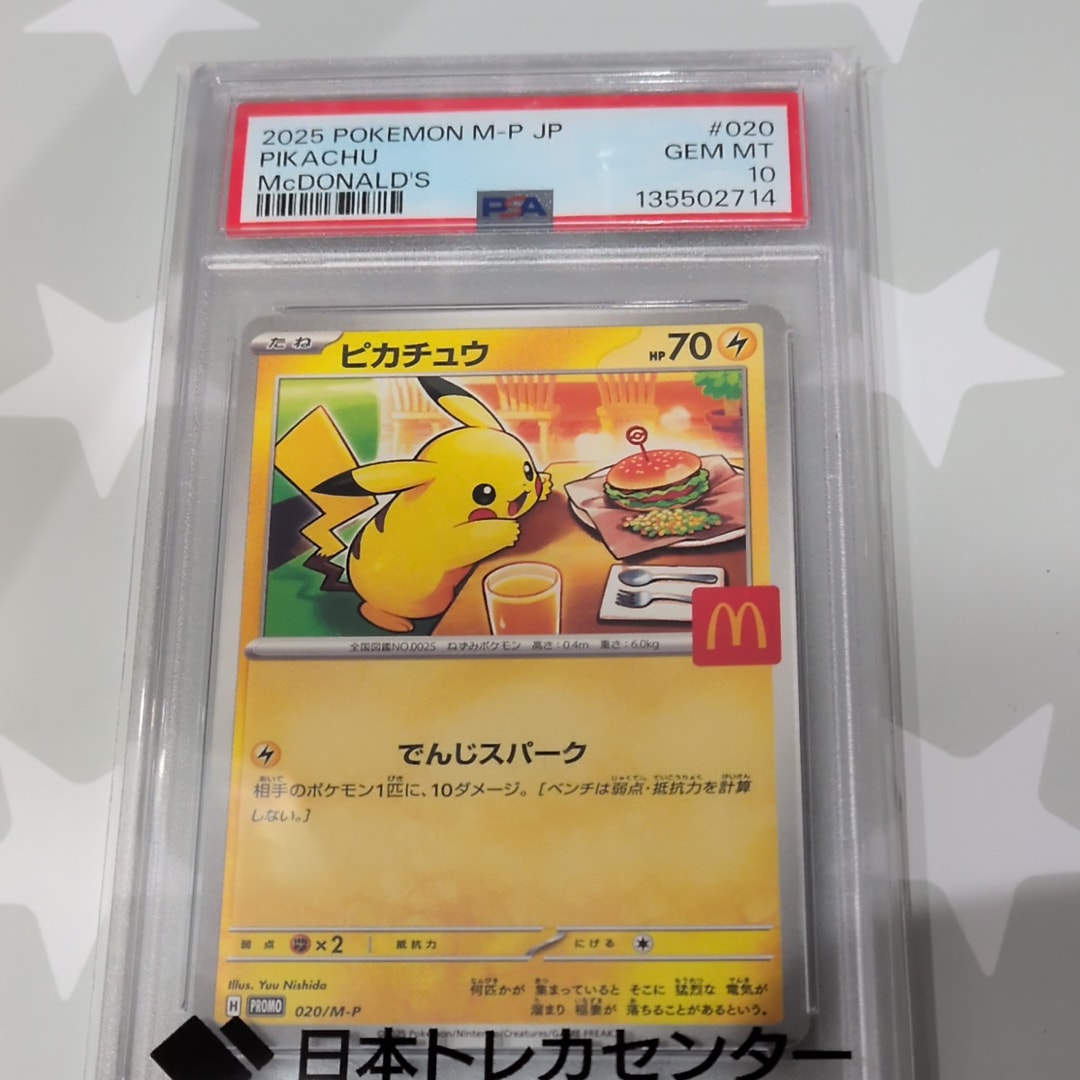 2025 POKEMON M-P JP
#020
PIKACHU
GEM MT
McDONALD'S
10
PSA
135502714
たね
ピカチュウ
HP70
全国図鑑NO.0025 ねずみポケモン 高さ:0.4m 重さ:6.0kg
でんじスパーク
相手のポケモン1匹に、10ダメージ。[ベンチは弱点・抵抗力を計算
しない。]
弱点 ×2 抵抗力 にげる
Illus. Yuu Nishida
何匹かが 集まっていると そこに 猛烈な 電気が
溜まり 稲妻が 落ちることがあるという。
H PROMO 020/M-P
©2025 Pokémon/Nintendo/Creatures/GAME FREAK
日本トレカセンター